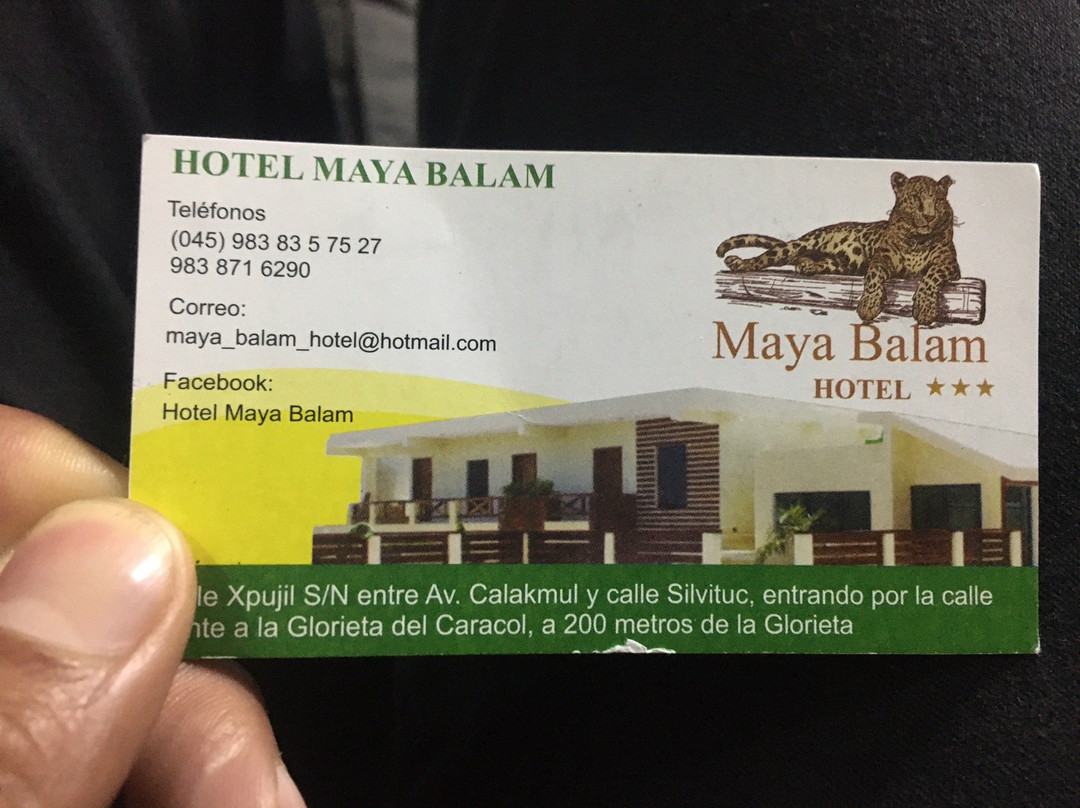 HOTEL MAYA BALAM
Teléfonos
(045) 983 83 5 75 27
983 871 6290
Correo:
maya_balam_hotel@hotmail.com
Facebook:
Hotel Maya Balam
Maya Balam
HOTEL ★★★
le Xpujil S/N entre Av. Calakmul y calle Silvituc, entrando por la calle
nte a la Glorieta del Caracol, a 200 metros de la Glorieta